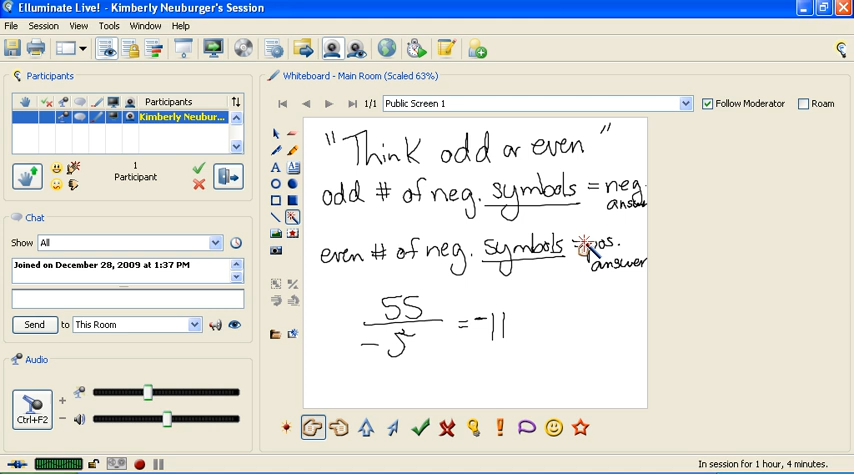 Elluminate Live! - Kimberly Neuburger's Session
File Session View Tools Window Help
Participants
Participants
Kimberly Neubur...
1
Participant
Chat
Show All
Joined on December 28, 2009 at 1:37 PM
Send to This Room
Audio
Ctrl+F2
+
−
Whiteboard - Main Room (Scaled 63%)
1/1 Public Screen 1 Follow Moderator Roam
"Think odd or even"
odd # of neg. symbols = neg.
answer
even # of neg. symbols = pos.
answer
55
-5 = -11
In session for 1 hour, 4 minutes.